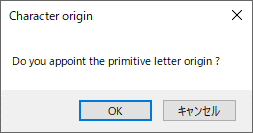 Character origin
Do you appoint the primitive letter origin ?
OK
キャンセル